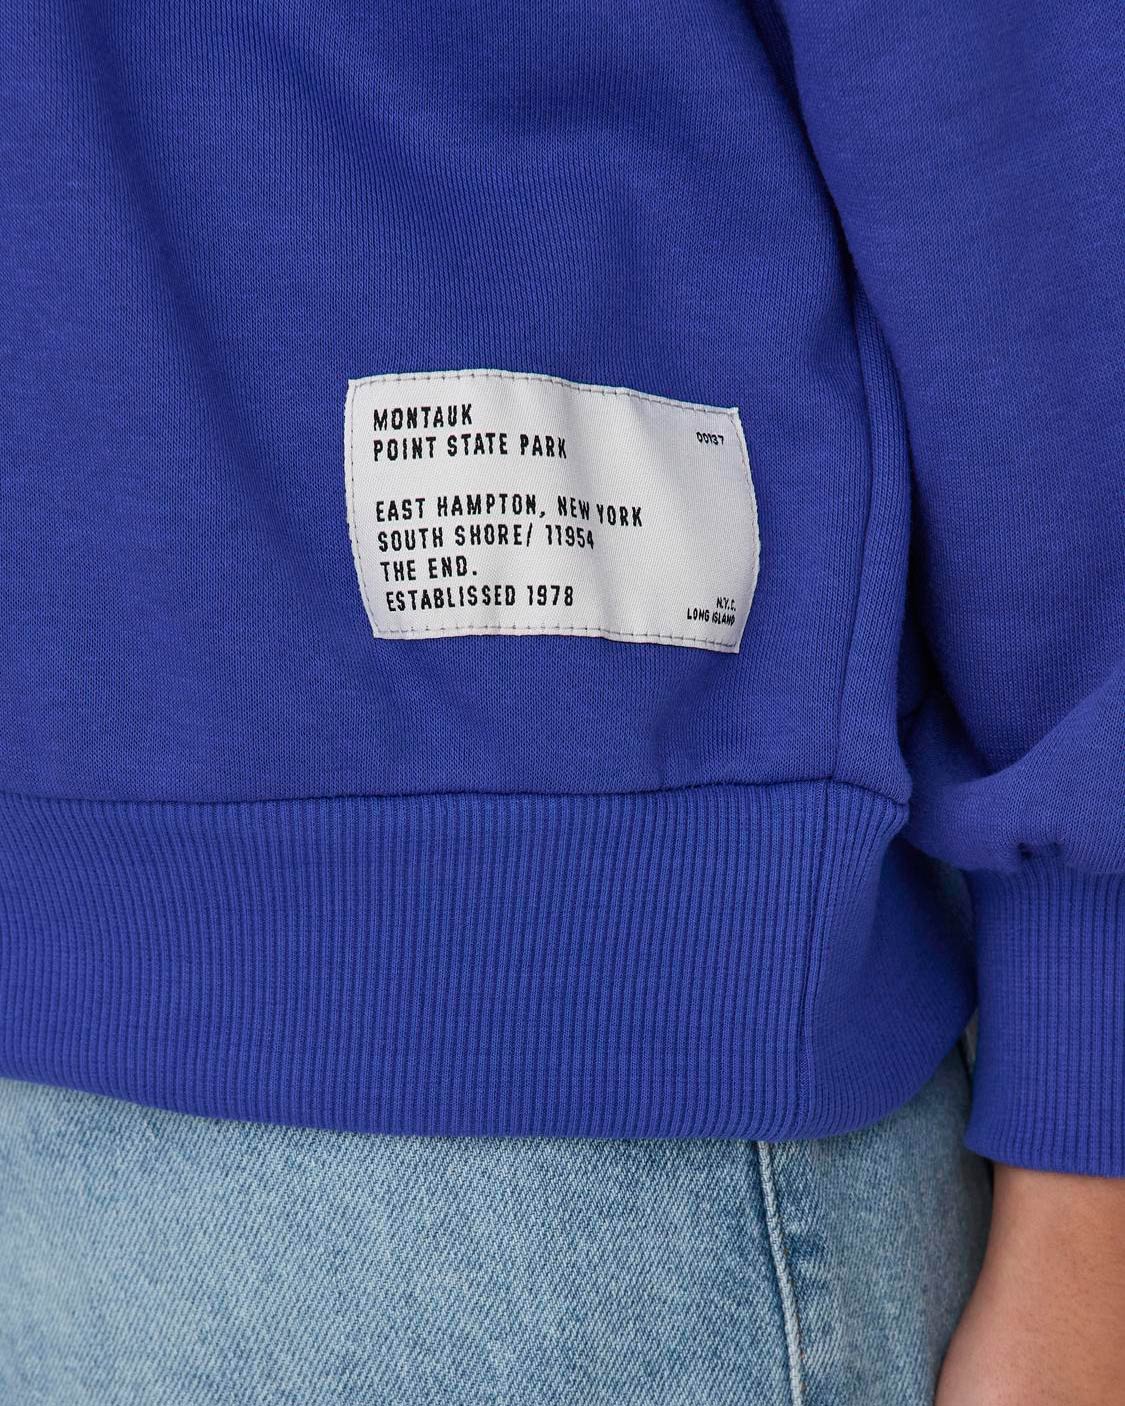 MONTAUK
POINT STATE PARK
00137
EAST HAMPTON, NEW YORK
SOUTH SHORE/ 11954
THE END.
ESTABLISSED 1978
N.Y.C.
LONG ISLAND